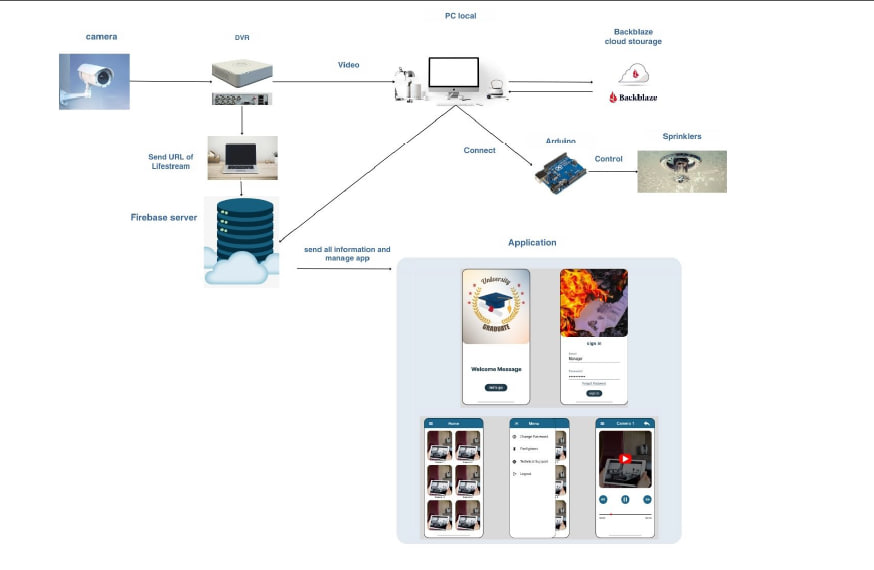 PC local
camera
DVR
Backblaze
cloud stourage
Video
Backblaze
Send URL of
Lifestream
Connect
Arduino
Control
Sprinklers
Firebase server
send all information and
manage app
Application
University
GRADUATE
Welcome Message
let's go
sign in
Manager
Forgot Password
sign in
Home
Menu
Change Password
Firefighters
Technical Support
Logout
Camera 1